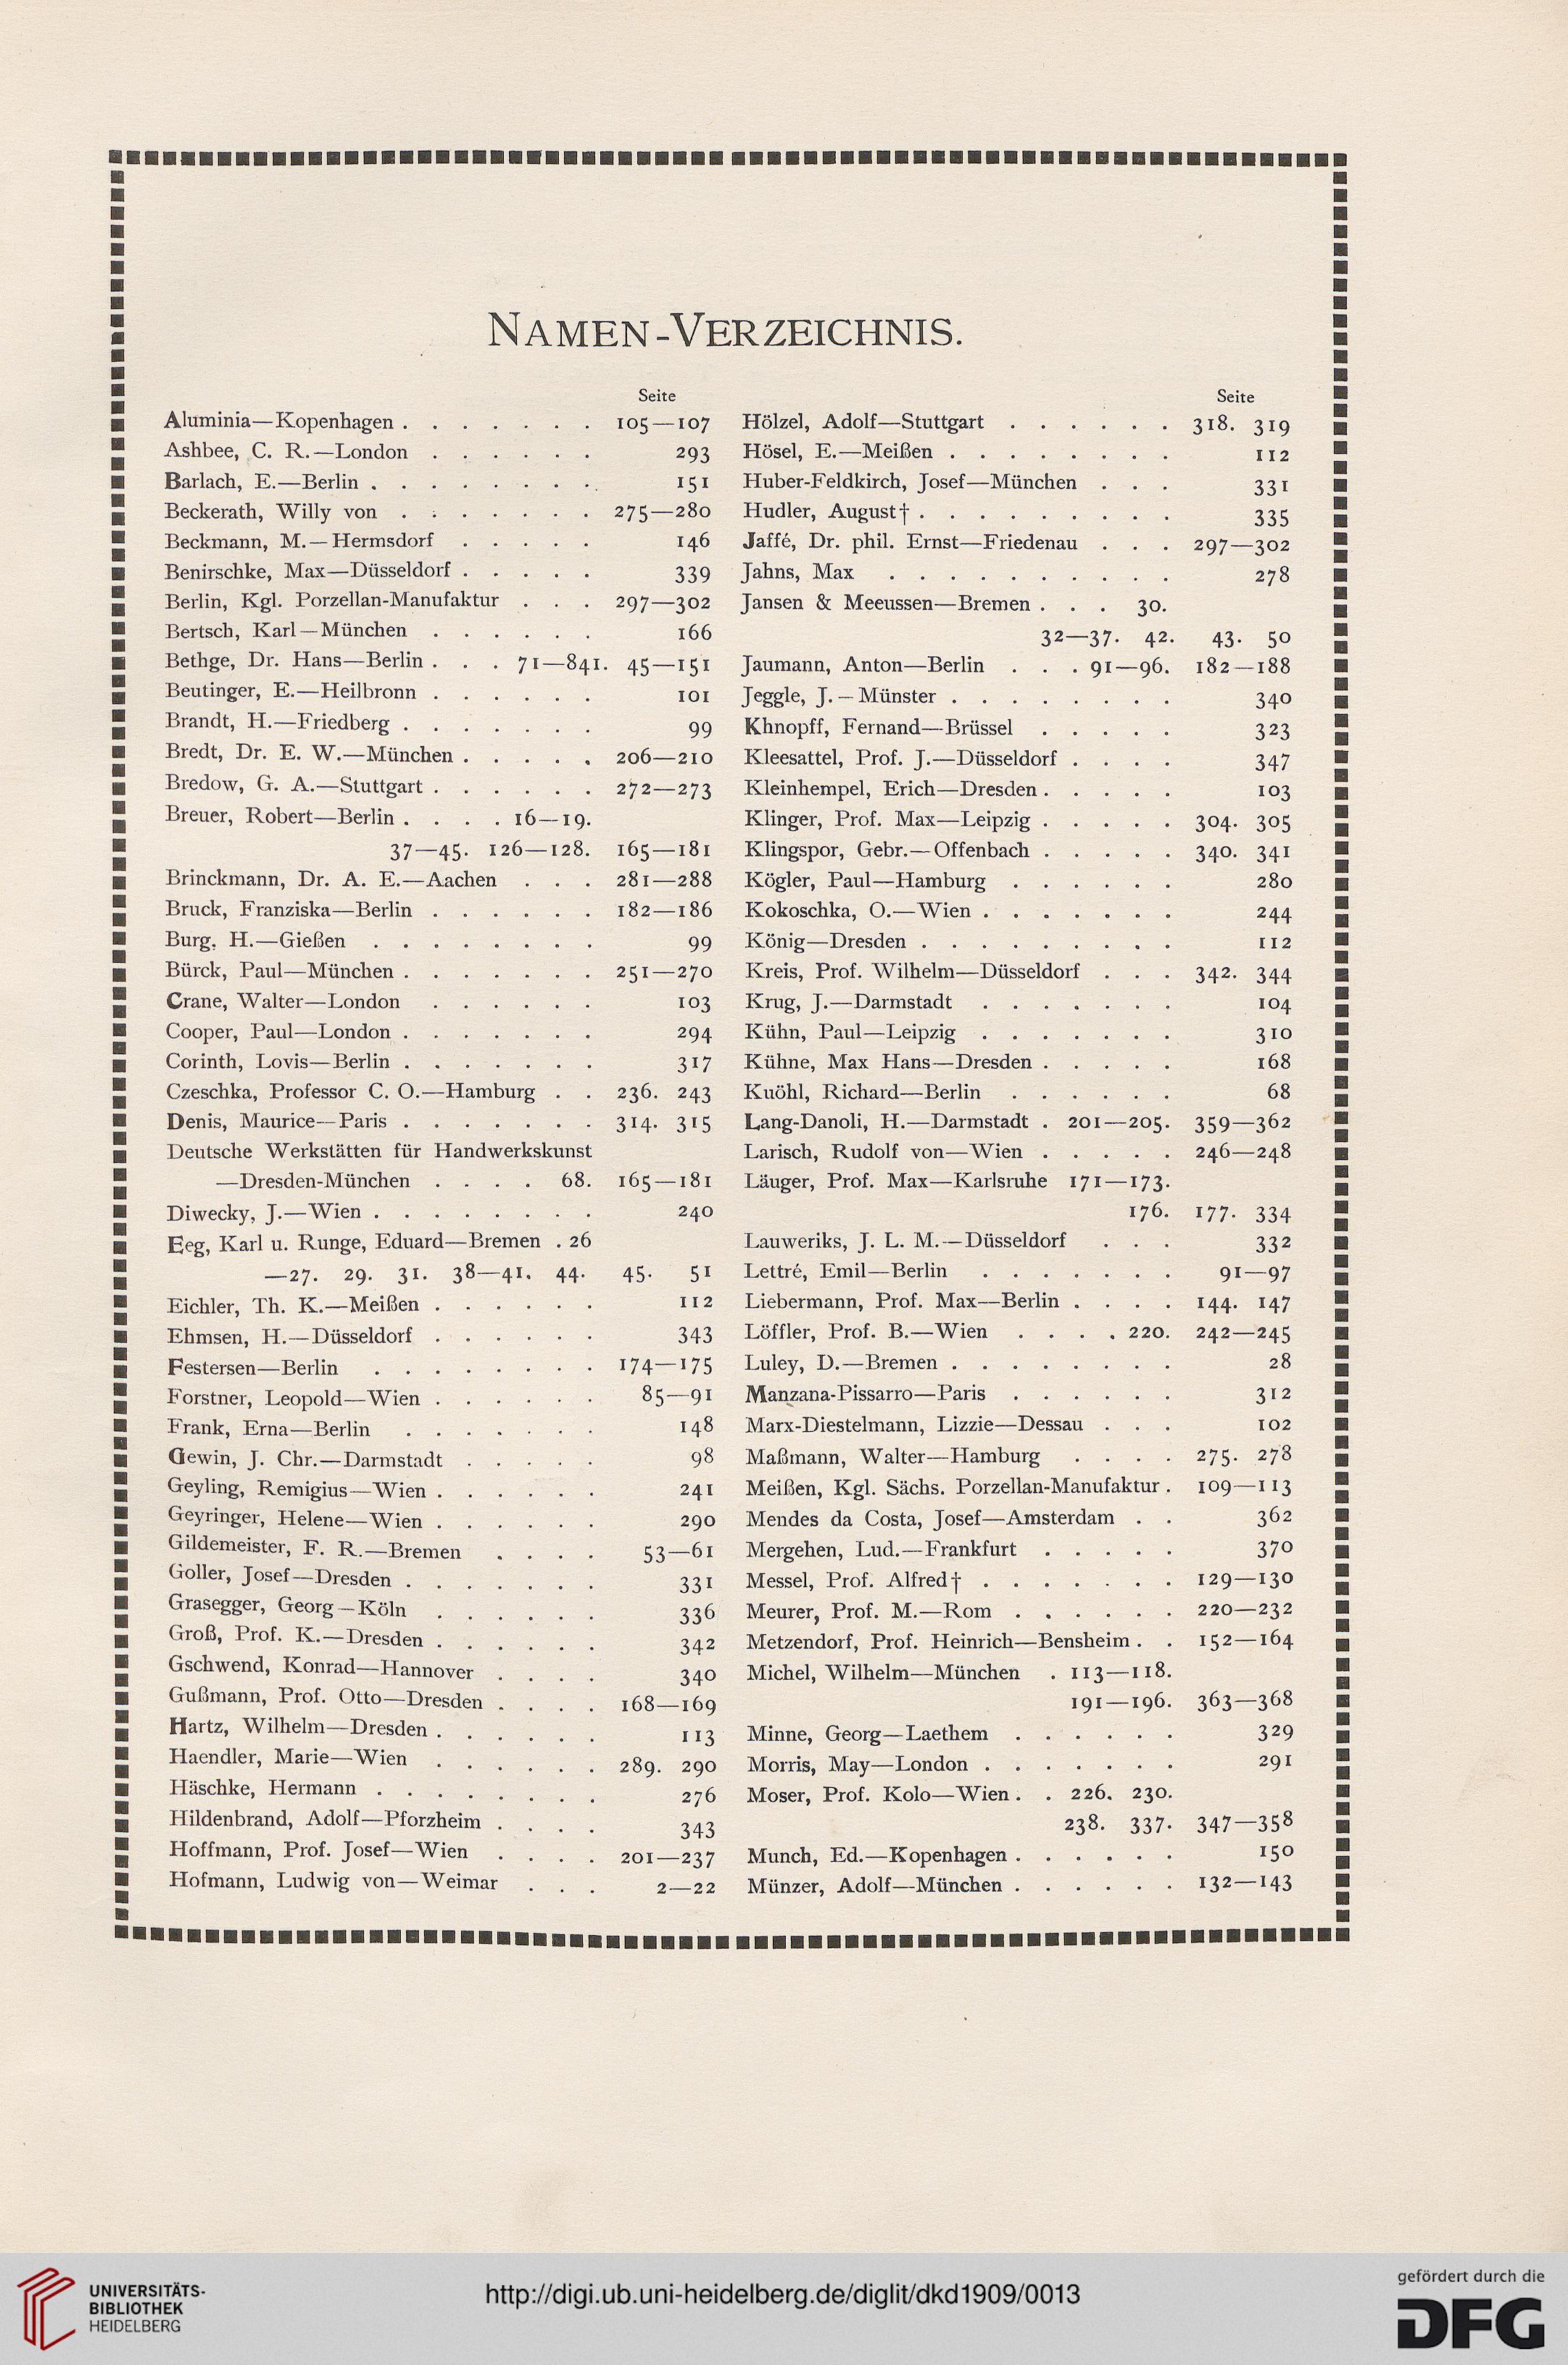 NAMEN-VERZEICHNIS.
Seite
Aluminia—Kopenhagen . . . . . . . 105—107
Ashbee, C. R.—London . . . . . . 293
Barlach, E.—Berlin . . . . . . . . 151
Beckerath, Willy von . . . . . . . 275—280
Beckmann, M.—Hermsdorf . . . . . 146
Benirschke, Max—Düsseldorf . . . . . 339
Berlin, Kgl. Porzellan-Manufaktur . . . 297—302
Bertsch, Karl—München . . . . . . 166
Bethge, Dr. Hans—Berlin . . . 71—841. 45—151
Beutinger, E.—Heilbronn . . . . . . 101
Brandt, H.—Friedberg . . . . . . . 99
Bredt, Dr. E. W.—München . . . . . 206—210
Bredow, G. A.—Stuttgart . . . . . . 272—273
Breuer, Robert—Berlin . . . . 16—19.
37—45. 126—128. 165—181
Brinckmann, Dr. A. E.—Aachen . . . 281—288
Bruck, Franziska—Berlin . . . . . . 182—186
Burg, H.—Gießen . . . . . . . . 99
Bürck, Paul—München . . . . . . . 251—270
Crane, Walter—London . . . . . . 103
Cooper, Paul—London . . . . . . . 294
Corinth, Lovis—Berlin . . . . . . . 317
Czeschka, Professor C. O.—Hamburg . . 236. 243
Denis, Maurice—Paris . . . . . . . 314. 315
Deutsche Werkstätten für Handwerkskunst
—Dresden-München . . . . 68. 165—181
Diwecky, J.—Wien . . . . . . . . 240
Eeg, Karl u. Runge, Eduard—Bremen . 26
—27. 29. 31. 38—41. 44. 45. 51
Eichler, Th. K.—Meißen . . . . . . 112
Ehmsen, H.—Düsseldorf . . . . . . 343
Festersen—Berlin . . . . . . . . 174—175
Forstner, Leopold—Wien . . . . . . 85—91
Frank, Erna—Berlin . . . . . . . 148
Gewin, J. Chr.—Darmstadt . . . . . 98
Geyling, Remigius—Wien . . . . . . 241
Geyringer, Helene—Wien . . . . . . 290
Gildemeister, F. R.—Bremen . . . . 53—61
Goller, Josef—Dresden . . . . . . . 331
Grasegger, Georg—Köln . . . . . . 336
Groß, Prof. K.—Dresden . . . . . . 342
Gschwend, Konrad—Hannover . . . . 340
Gußmann, Prof. Otto—Dresden . . . . 168—169
Hartz, Wilhelm—Dresden . . . . . . 113
Haendler, Marie—Wien . . . . . . 289. 290
Häschke, Hermann . . . . . . . . 276
Hildenbrand, Adolf—Pforzheim . . . . 343
Hoffmann, Prof. Josef—Wien . . . . 201—237
Hofmann, Ludwig von—Weimar . . . 2—22
Seite
Hölzel, Adolf—Stuttgart . . . . . . 318. 319
Hösel, E.—Meißen . . . . . . . . 112
Huber-Feldkirch, Josef—München . . . 331
Hudler, August† . . . . . . . . . 335
Jaffé, Dr. phil. Ernst—Friedenau . . . 297—302
Jahns, Max . . . . . . . . . . 278
Jansen & Meeussen—Bremen . . . 30.
32—37. 42. 43. 50
Jaumann, Anton—Berlin . . . 91—96. 182—188
Jeggle, J.—Münster . . . . . . . . 340
Khnopff, Fernand—Brüssel . . . . . 323
Kleesattel, Prof. J.—Düsseldorf . . . . 347
Kleinhempel, Erich—Dresden . . . . . 103
Klinger, Prof. Max—Leipzig . . . . . 304. 305
Klingspor, Gebr.—Offenbach . . . . . 340. 341
Kögler, Paul—Hamburg . . . . . . 280
Kokoschka, O.—Wien . . . . . . . 244
König—Dresden . . . . . . . . . 112
Kreis, Prof. Wilhelm—Düsseldorf . . . 342. 344
Krug, J.—Darmstadt . . . . . . . 104
Kühn, Paul—Leipzig . . . . . . . 310
Kühne, Max Hans—Dresden . . . . . 168
Kuöhl, Richard—Berlin . . . . . . 68
Lang-Danoli, H.—Darmstadt . 201—205. 359—362
Larisch, Rudolf von—Wien . . . . . 246—248
Läuger, Prof. Max—Karlsruhe 171—173.
176. 177. 334
Lauweriks, J. L. M.—Düsseldorf . . . 332
Lettré, Emil—Berlin . . . . . . . 91—97
Liebermann, Prof. Max—Berlin . . . . 144. 147
Löffler, Prof. B.—Wien . . . . 220. 242—245
Luley, D.—Bremen . . . . . . . . 28
Manzana-Pissarro—Paris . . . . . . 312
Marx-Diestelmann, Lizzie—Dessau . . . 102
Maßmann, Walter—Hamburg . . . . 275. 278
Meißen, Kgl. Sächs. Porzellan-Manufaktur . 109—113
Mendes da Costa, Josef—Amsterdam . . 362
Mergehen, Lud.—Frankfurt . . . . . 370
Messel, Prof. Alfred† . . . . . . . 129—130
Meurer, Prof. M.—Rom . . . . . . 220—232
Metzendorf, Prof. Heinrich—Bensheim . . 152—164
Michel, Wilhelm—München . 113—118.
191—196. 363—368
Minne, Georg—Laethem . . . . . . 329
Morris, May—London . . . . . . . 291
Moser, Prof. Kolo—Wien . . 226. 230.
238. 337. 347—358
Munch, Ed.—Kopenhagen . . . . . . 150
Münzer, Adolf—München . . . . . . 132—143
UNIVERSITÄTS-
BIBLIOTHEK
HEIDELBERG
http://digi.ub.uni-heidelberg.de/diglit/dkd1909/0013
gefördert durch die
DFG